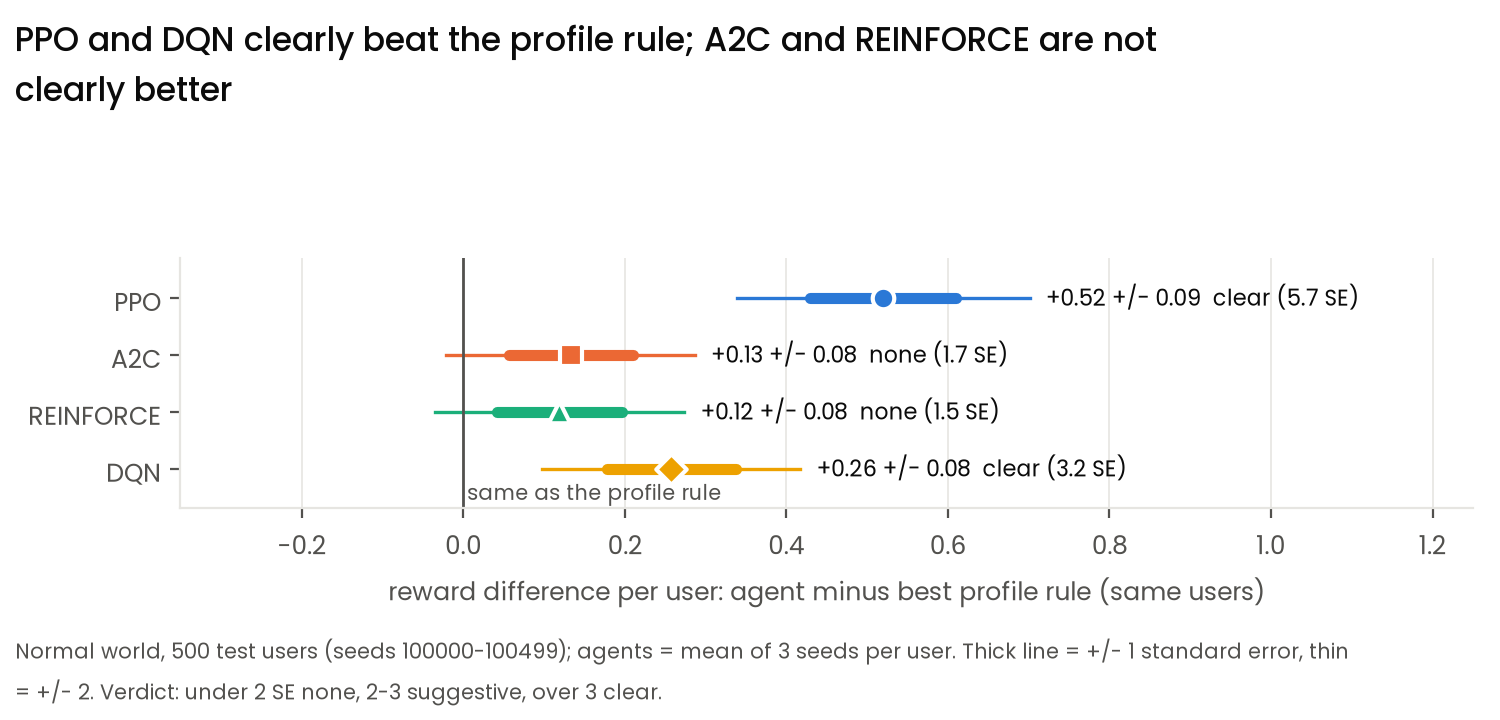 PPO and DQN clearly beat the profile rule; A2C and REINFORCE are not
clearly better
PPO
+0.52 +/- 0.09  clear (5.7 SE)
A2C
+0.13 +/- 0.08  none (1.7 SE)
REINFORCE
+0.12 +/- 0.08  none (1.5 SE)
DQN
+0.26 +/- 0.08  clear (3.2 SE)
same as the profile rule
−0.2 0.0 0.2 0.4 0.6 0.8 1.0 1.2
reward difference per user: agent minus best profile rule (same users)
Normal world, 500 test users (seeds 100000-100499); agents = mean of 3 seeds per user. Thick line = +/- 1 standard error, thin
= +/- 2. Verdict: under 2 SE none, 2-3 suggestive, over 3 clear.